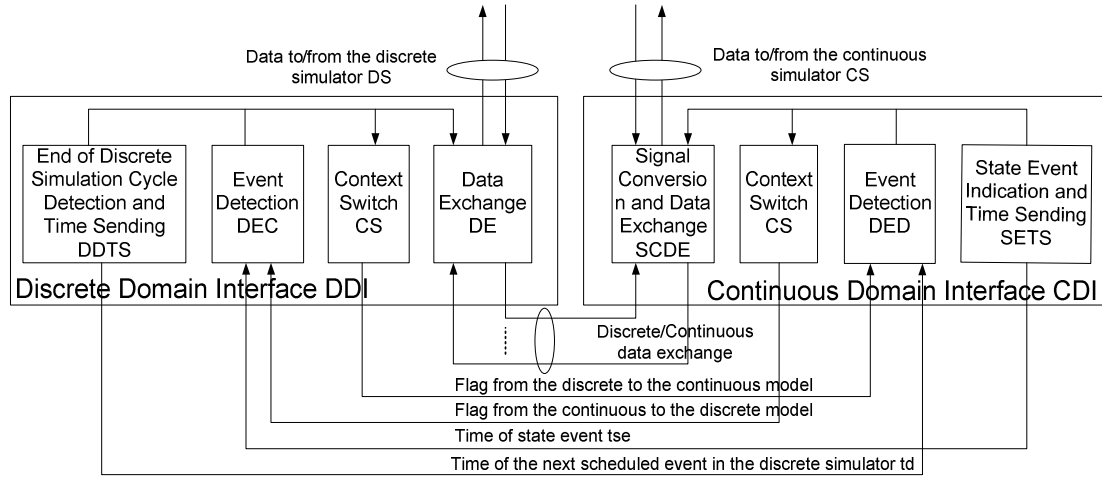 Data to/from the discrete
simulator DS
Data to/from the continuous
simulator CS
End of Discrete
Simulation Cycle
Detection and
Time Sending
DDTS
Event
Detection
DEC
Context
Switch
CS
Data
Exchange
DE
Signal
Conversio
n and Data
Exchange
SCDE
Context
Switch
CS
Event
Detection
DED
State Event
Indication and
Time Sending
SETS
Discrete Domain Interface DDI
Continuous Domain Interface CDI
Discrete/Continuous
data exchange
Flag from the discrete to the continuous model
Flag from the continuous to the discrete model
Time of state event tse
Time of the next scheduled event in the discrete simulator td